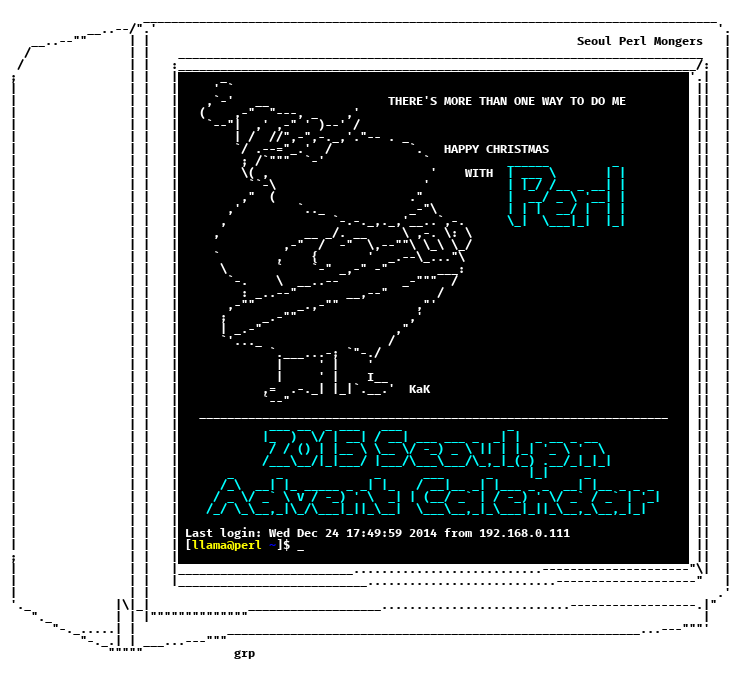 Seoul Perl Mongers
THERE'S MORE THAN ONE WAY TO DO ME
HAPPY CHRISTMAS
WITH Perl
KaK
2015 Seoul.pm
Advent Calendar
Last login: Wed Dec 24 17:49:59 2014 from 192.168.0.111
[llama@perl ~]$ _
grp